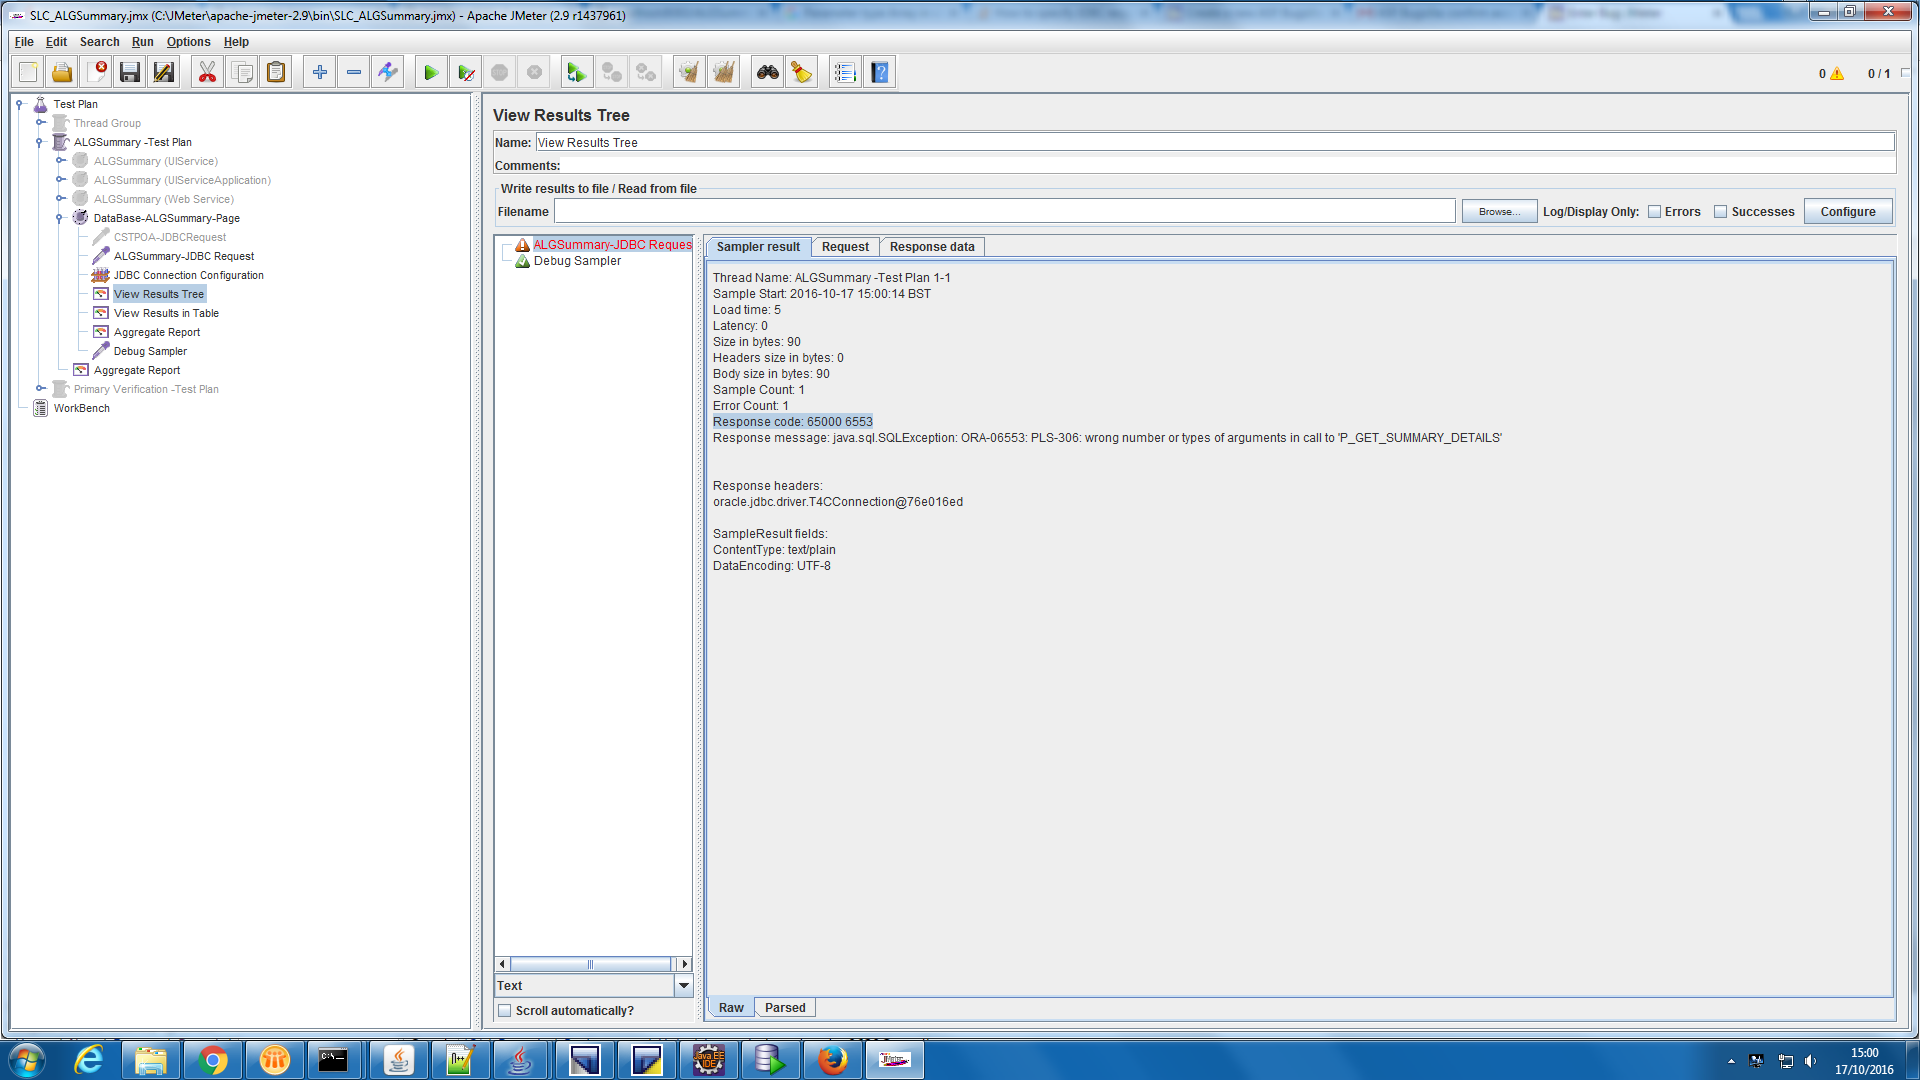 SLC_ALGSummary.jmx (C:\JMeter\apache-jmeter-2.9\bin\SLC_ALGSummary.jmx) - Apache JMeter (2.9 r1437961)
File Edit Search Run Options Help
0 0 / 1
Test Plan
Thread Group
ALGSummary -Test Plan
ALGSummary (UIService)
ALGSummary (UIServiceApplication)
ALGSummary (Web Service)
DataBase-ALGSummary-Page
CSTPOA-JDBCRequest
ALGSummary-JDBC Request
JDBC Connection Configuration
View Results Tree
View Results in Table
Aggregate Report
Debug Sampler
Aggregate Report
Primary Verification -Test Plan
WorkBench
View Results Tree
Name: View Results Tree
Comments:
Write results to file / Read from file
Filename Browse... Log/Display Only: Errors Successes Configure
ALGSummary-JDBC Reques
Debug Sampler
Text
Scroll automatically?
Sampler result Request Response data
Thread Name: ALGSummary -Test Plan 1-1
Sample Start: 2016-10-17 15:00:14 BST
Load time: 5
Latency: 0
Size in bytes: 90
Headers size in bytes: 0
Body size in bytes: 90
Sample Count: 1
Error Count: 1
Response code: 65000 6553
Response message: java.sql.SQLException: ORA-06553: PLS-306: wrong number or types of arguments in call to 'P_GET_SUMMARY_DETAILS'
Response headers:
oracle.jdbc.driver.T4CConnection@76e016ed
SampleResult fields:
ContentType: text/plain
DataEncoding: UTF-8
Raw Parsed
Java EE
IDE
15:00
17/10/2016